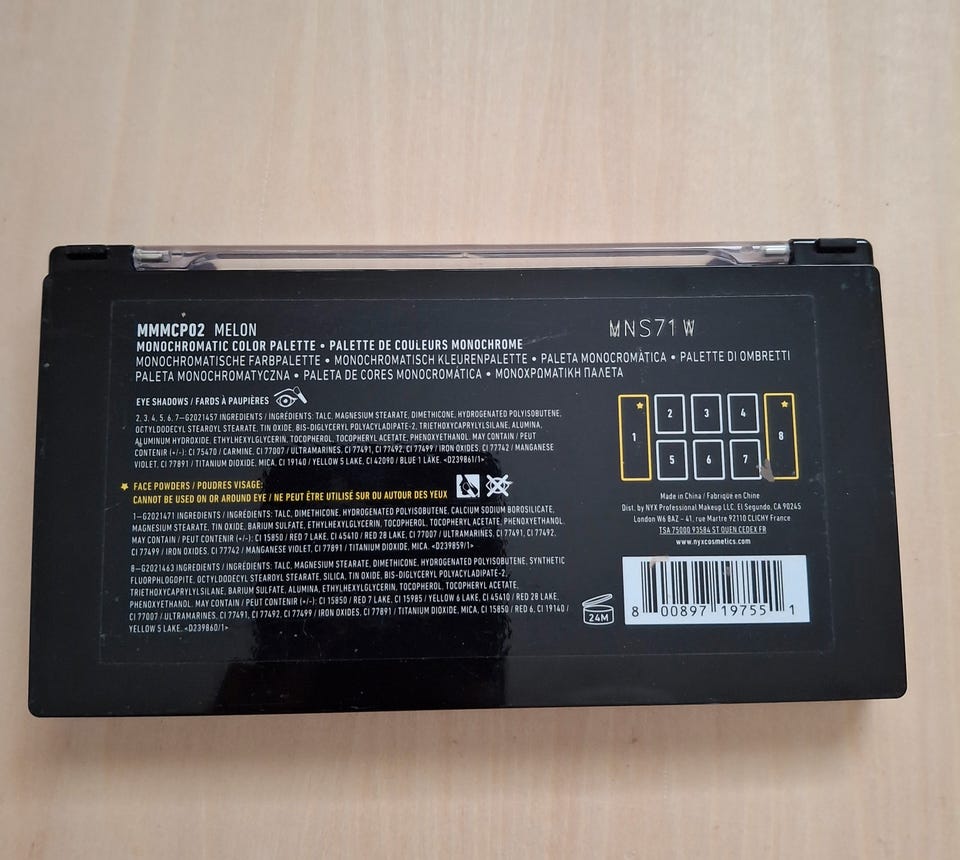 MMMCP02 MELON
MONOCHROMATIC COLOR PALETTE • PALETTE DE COULEURS MONOCHROME
MONOCHROMATISCHE FARBPALETTE • MONOCHROMATISCH KLEURENPALETTE • PALETA MONOCROMÁTICA • PALETTE DI OMBRETTI
PALETA MONOCHROMATYCZNA • PALETA DE CORES MONOCROMÁTICA • ΜΟΝΟΧΡΩΜΑΤΙΚΗ ΠΑΛΕΤΑ
MNS71W
EYE SHADOWS / FARDS À PAUPIÈRES
2, 3, 4, 5, 6, 7–G2021457 INGREDIENTS / INGRÉDIENTS: TALC, MAGNESIUM STEARATE, DIMETHICONE, HYDROGENATED POLYISOBUTENE,
OCTYLDODECYL STEAROYL STEARATE, TIN OXIDE, BIS-DIGLYCERYL POLYACYLADIPATE-2, TRIETHOXYCAPRYLYLSILANE, ALUMINA,
ALUMINUM HYDROXIDE, ETHYLHEXYLGLYCERIN, TOCOPHEROL, TOCOPHERYL ACETATE, PHENOXYETHANOL. MAY CONTAIN / PEUT
CONTENIR (+/-): CI 75470 / CARMINE, CI 77007 / ULTRAMARINES, CI 77491, CI 77492, CI 77499 / IRON OXIDES, CI 77742 / MANGANESE
VIOLET, CI 77891 / TITANIUM DIOXIDE, MICA, CI 19140 / YELLOW 5 LAKE, CI 42090 / BLUE 1 LAKE. <D239861/1>
FACE POWDERS / POUDRES VISAGE:
CANNOT BE USED ON OR AROUND EYE / NE PEUT ÊTRE UTILISÉ SUR OU AUTOUR DES YEUX
1–G2021471 INGREDIENTS / INGRÉDIENTS: TALC, DIMETHICONE, HYDROGENATED POLYISOBUTENE, CALCIUM SODIUM BOROSILICATE,
MAGNESIUM STEARATE, TIN OXIDE, BARIUM SULFATE, ETHYLHEXYLGLYCERIN, TOCOPHEROL, TOCOPHERYL ACETATE, PHENOXYETHANOL.
MAY CONTAIN / PEUT CONTENIR (+/-): CI 15850 / RED 7 LAKE, CI 45410 / RED 28 LAKE, CI 77007 / ULTRAMARINES, CI 77491, CI 77492,
CI 77499 / IRON OXIDES, CI 77742 / MANGANESE VIOLET, CI 77891 / TITANIUM DIOXIDE, MICA. <D239859/1>
8–G2021463 INGREDIENTS / INGRÉDIENTS: TALC, MAGNESIUM STEARATE, DIMETHICONE, HYDROGENATED POLYISOBUTENE, SYNTHETIC
FLUORPHLOGOPITE, OCTYLDODECYL STEAROYL STEARATE, SILICA, TIN OXIDE, BIS-DIGLYCERYL POLYACYLADIPATE-2,
TRIETHOXYCAPRYLYLSILANE, BARIUM SULFATE, ALUMINA, ETHYLHEXYLGLYCERIN, TOCOPHEROL, TOCOPHERYL ACETATE,
PHENOXYETHANOL. MAY CONTAIN / PEUT CONTENIR (+/-): CI 15850 / RED 7 LAKE, CI 15985 / YELLOW 6 LAKE, CI 45410 / RED 28 LAKE,
CI 77007 / ULTRAMARINES, CI 77491, CI 77492, CI 77499 / IRON OXIDES, CI 77891 / TITANIUM DIOXIDE, MICA, CI 15850 / RED 6, CI 19140 /
YELLOW 5 LAKE. <D239860/1>
24M
1 2 3 4 8
5 6 7
Made in China / Fabriqué en Chine
Dist. by NYX Professional Makeup LLC, El Segundo, CA 90245
London W6 8AZ – 41, rue Martre 92110 CLICHY France
TSA 75000 93584 ST OUEN CEDEX FR
www.nyxcosmetics.com
8 00897 19755 1